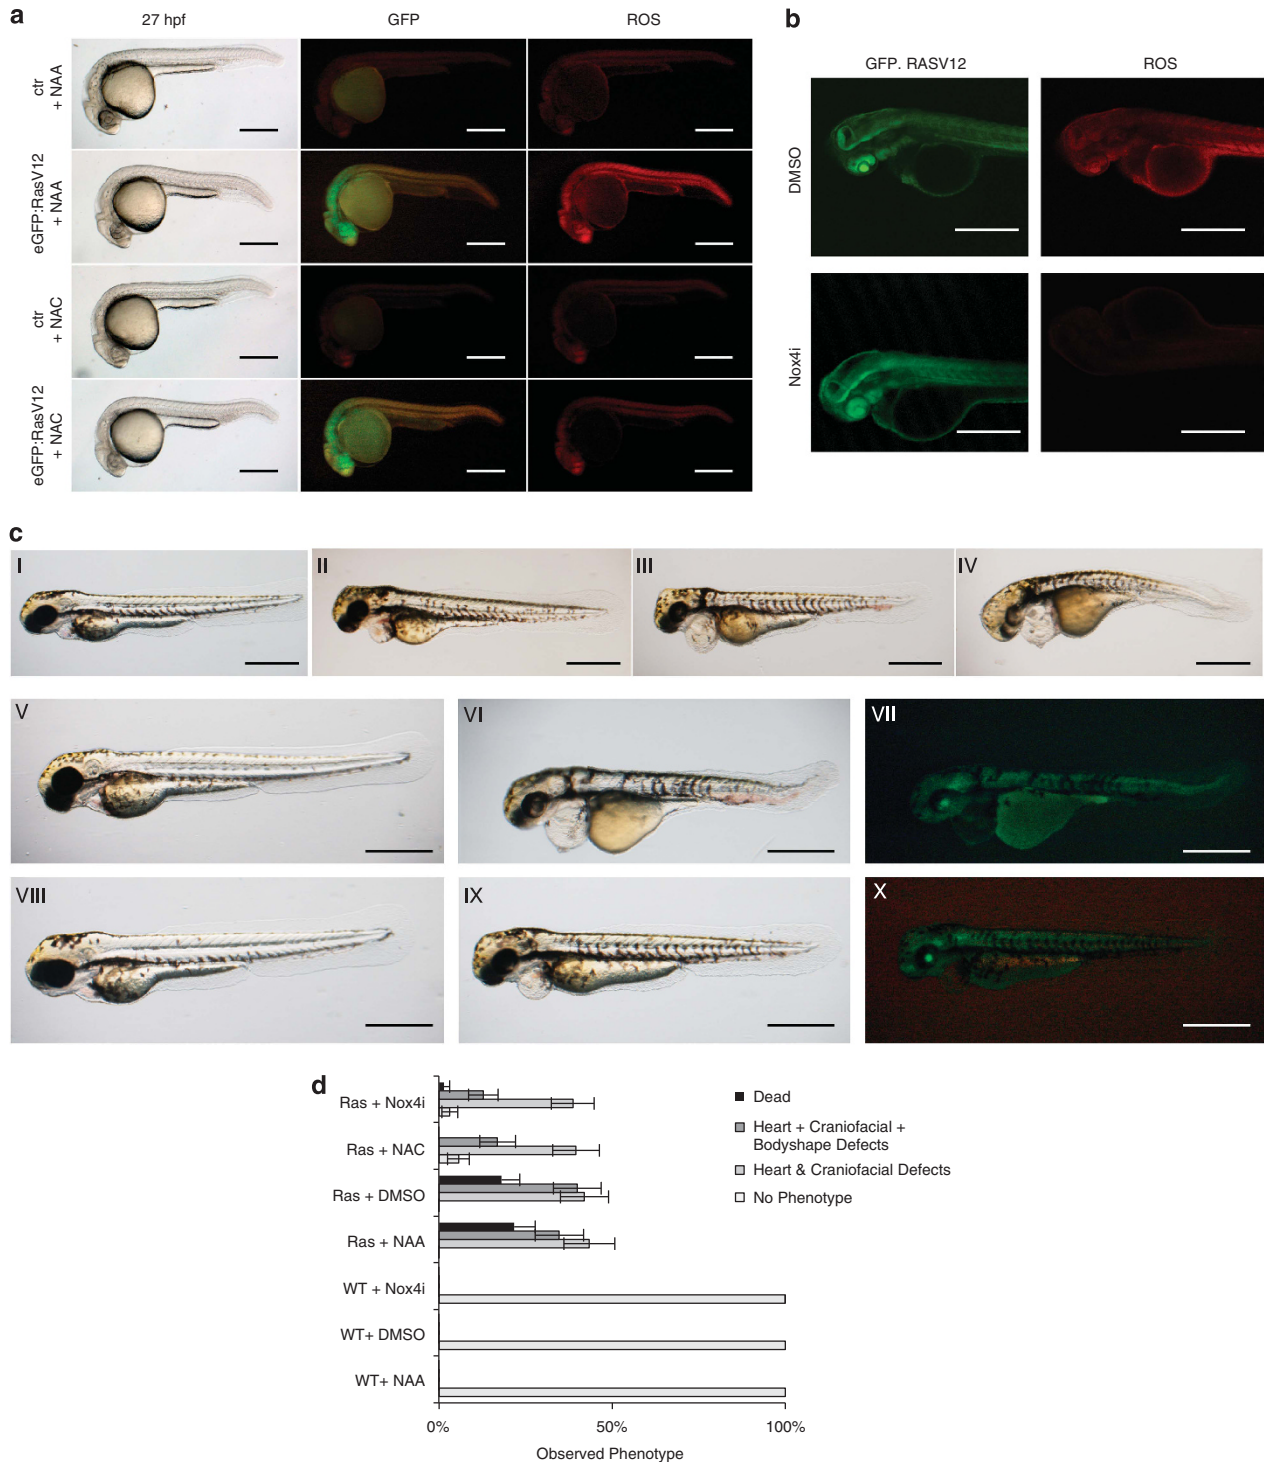 a
27 hpf
GFP
ROS
ctr
+ NAA
eGFP:RasV12
+ NAA
ctr
+ NAC
eGFP:RasV12
+ NAC
b
GFP. RASV12
ROS
DMSO
Nox4i
c
I
II
III
IV
V
VI
VII
VIII
IX
X
d
Ras + Nox4i
Ras + NAC
Ras + DMSO
Ras + NAA
WT + Nox4i
WT+ DMSO
WT+ NAA
0%
50%
100%
Observed Phenotype
Dead
Heart + Craniofacial +
Bodyshape Defects
Heart & Craniofacial Defects
No Phenotype